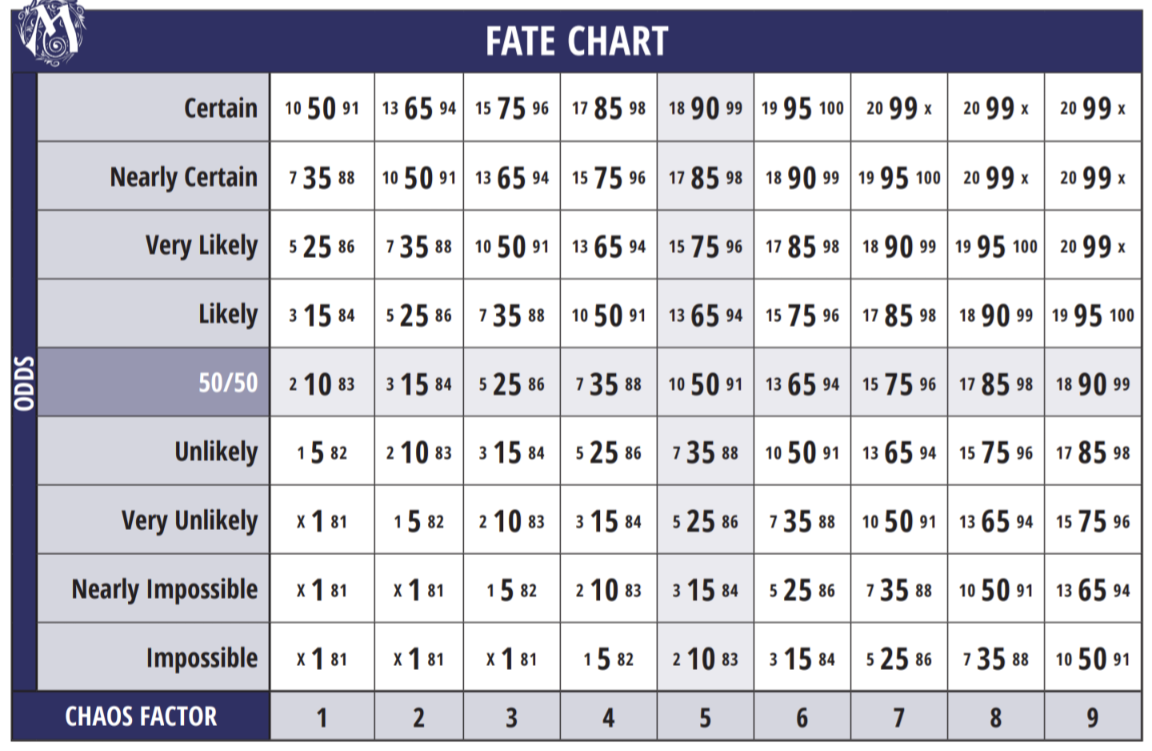 M
FATE CHART
Certain 10 50 91 13 65 94 15 75 96 17 85 98 18 90 99 19 95 100 20 99 x 20 99 x 20 99 x
Nearly Certain 7 35 88 10 50 91 13 65 94 15 75 96 17 85 98 18 90 99 19 95 100 20 99 x 20 99 x
Very Likely 5 25 86 7 35 88 10 50 91 13 65 94 15 75 96 17 85 98 18 90 99 19 95 100 20 99 x
Likely 3 15 84 5 25 86 7 35 88 10 50 91 13 65 94 15 75 96 17 85 98 18 90 99 19 95 100
ODDS
50/50 2 10 83 3 15 84 5 25 86 7 35 88 10 50 91 13 65 94 15 75 96 17 85 98 18 90 99
Unlikely 1 5 82 2 10 83 3 15 84 5 25 86 7 35 88 10 50 91 13 65 94 15 75 96 17 85 98
Very Unlikely x 1 81 1 5 82 2 10 83 3 15 84 5 25 86 7 35 88 10 50 91 13 65 94 15 75 96
Nearly Impossible x 1 81 x 1 81 1 5 82 2 10 83 3 15 84 5 25 86 7 35 88 10 50 91 13 65 94
Impossible x 1 81 x 1 81 x 1 81 1 5 82 2 10 83 3 15 84 5 25 86 7 35 88 10 50 91
CHAOS FACTOR 1 2 3 4 5 6 7 8 9